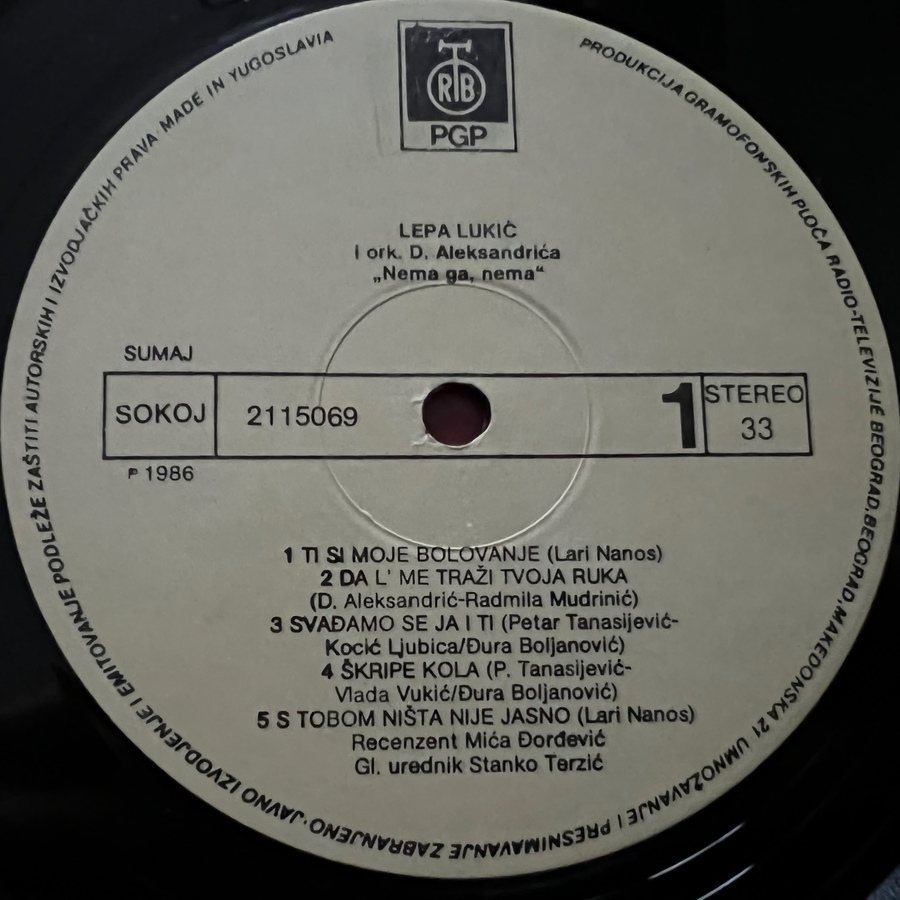 RTB
PGP
LEPA LUKIĆ
i ork. D. Aleksandrića
„Nema ga, nema“
SUMAJ
SOKOJ
2115069
1
STEREO
33
P 1986
1 TI SI MOJE BOLOVANJE (Lari Nanos)
2 DA L' ME TRAŽI TVOJA RUKA
(D. Aleksandrić-Radmila Mudrinić)
3 SVAĐAMO SE JA I TI (Petar Tanasijević-
Kocić Ljubica/Đura Boljanović)
4 ŠKRIPE KOLA (P. Tanasijević-
Vlada Vukić/Đura Boljanović)
5 S TOBOM NIŠTA NIJE JASNO (Lari Nanos)
Recenzent Mića Đorđević
Gl. urednik Stanko Terzić
PRODUKCIJA GRAMOFONSKIH PLOČA RADIO-TELEVIZIJE BEOGRAD, BEOGRAD, MAKEDONSKA 21 UMNOŽAVANJE I PRESNIMAVANJE ZABRANJENO · JAVNO IZVODJENJE I EMITOVANJE PODLEŽE ZAŠTITI AUTORSKIH I IZVODJAČKIH PRAVA MADE IN YUGOSLAVIA